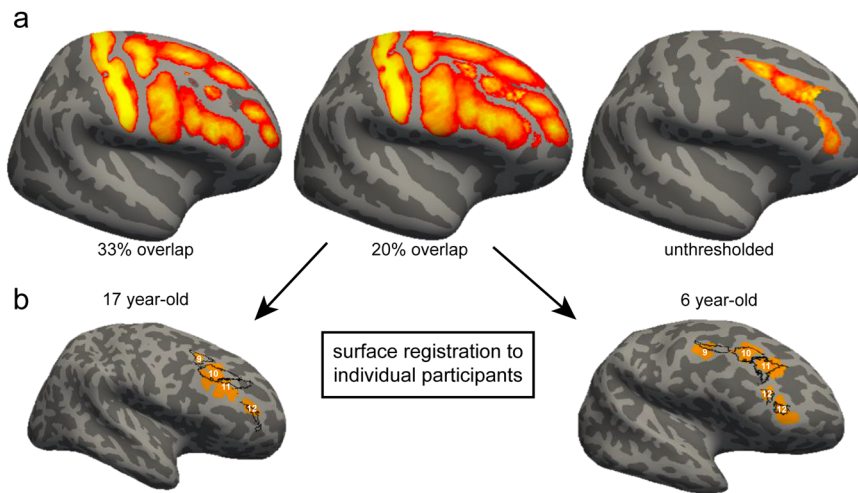 a
33% overlap
20% overlap
unthresholded
b
17 year-old
6 year-old
surface registration to
individual participants
9
10
11
12
9
10
11
12
12